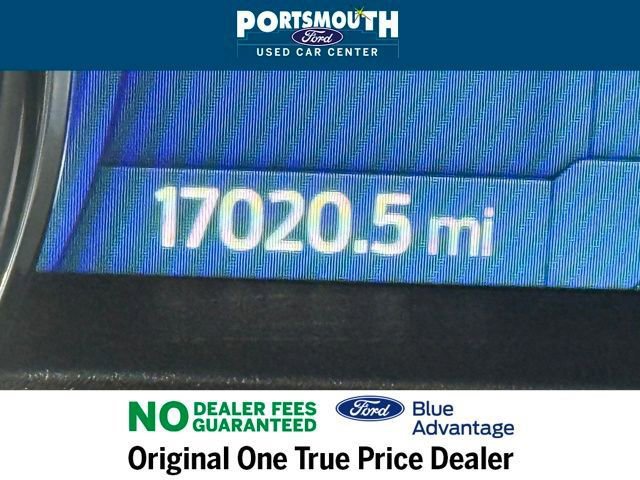 PORTSMOUTH
Ford
USED CAR CENTER
17020.5 mi
NO DEALER FEES
GUARANTEED
Ford
Blue
Advantage
Original One True Price Dealer